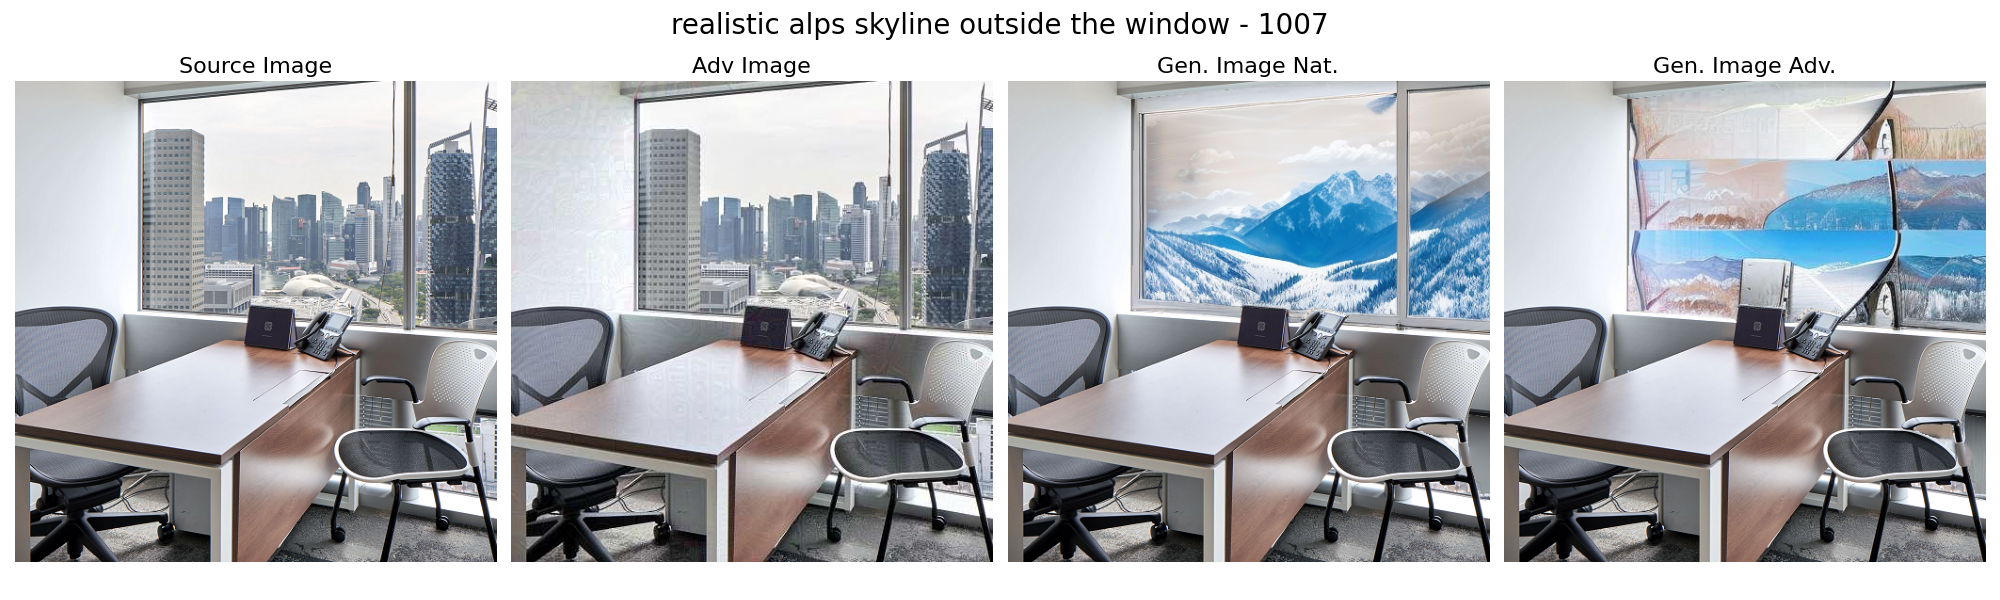 realistic alps skyline outside the window - 1007
Source Image
Adv Image
Gen. Image Nat.
Gen. Image Adv.